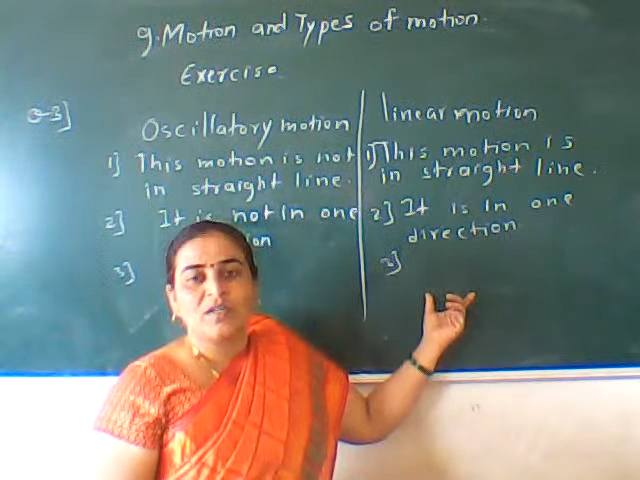 9. Motion and Types of motion.
Exercise
Q-3]
Oscillatory motion
1] This motion is not
in straight line.
2] It is not in one
3]
linear motion
1] This motion is
in straight line.
2] It is in one
direction
3]